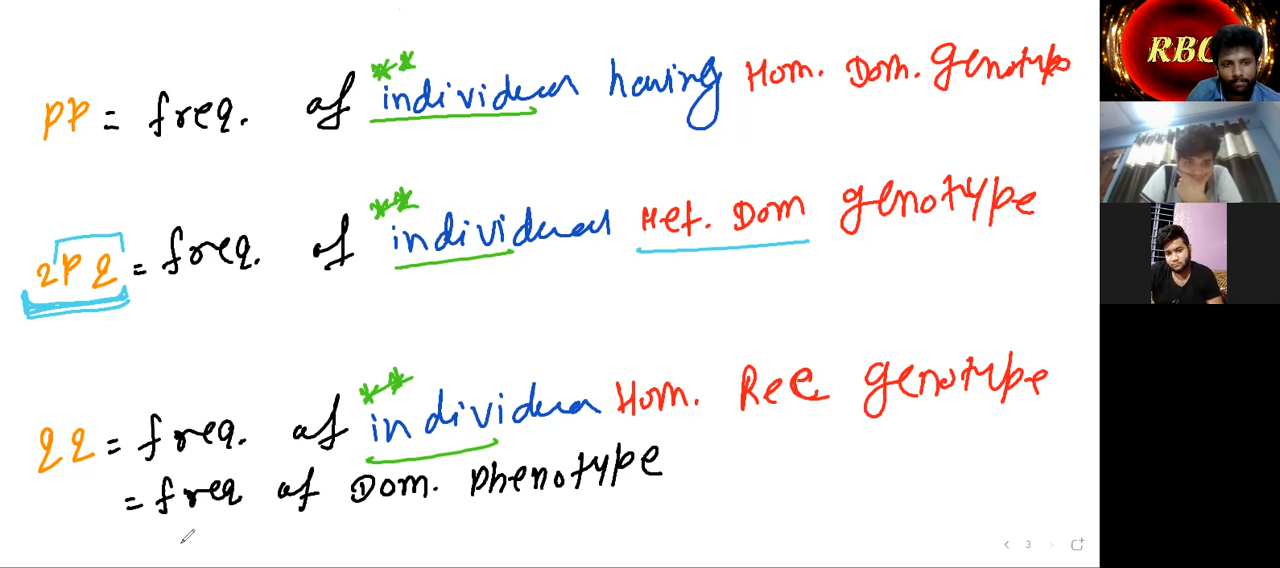 PP = freq. of ** individual having Hom. Dom. genotype
2Pq = freq. of ** individual Het. Dom genotype
qq = freq. of ** individual Hom. Rec genotype
= freq of Dom. Phenotype
3
RBC